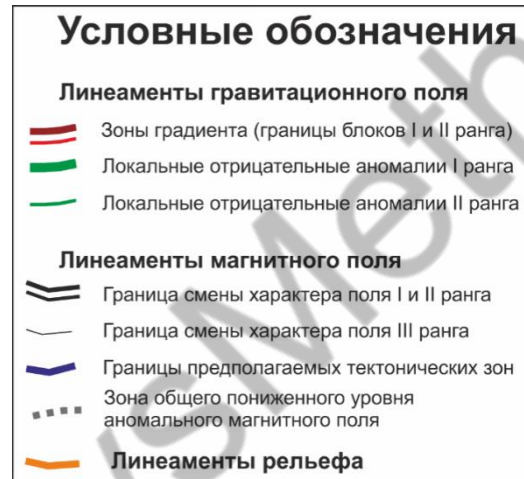 Условные обозначения
Линеаменты гравитационного поля
Зоны градиента (границы блоков I и II ранга)
Локальные отрицательные аномалии I ранга
Локальные отрицательные аномалии II ранга
Линеаменты магнитного поля
Граница смены характера поля I и II ранга
Граница смены характера поля III ранга
Границы предполагаемых тектонических зон
Зона общего пониженного уровня
аномального магнитного поля
Линеаменты рельефа